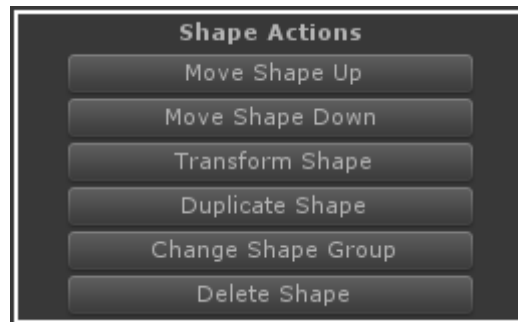 Shape Actions
Move Shape Up
Move Shape Down
Transform Shape
Duplicate Shape
Change Shape Group
Delete Shape